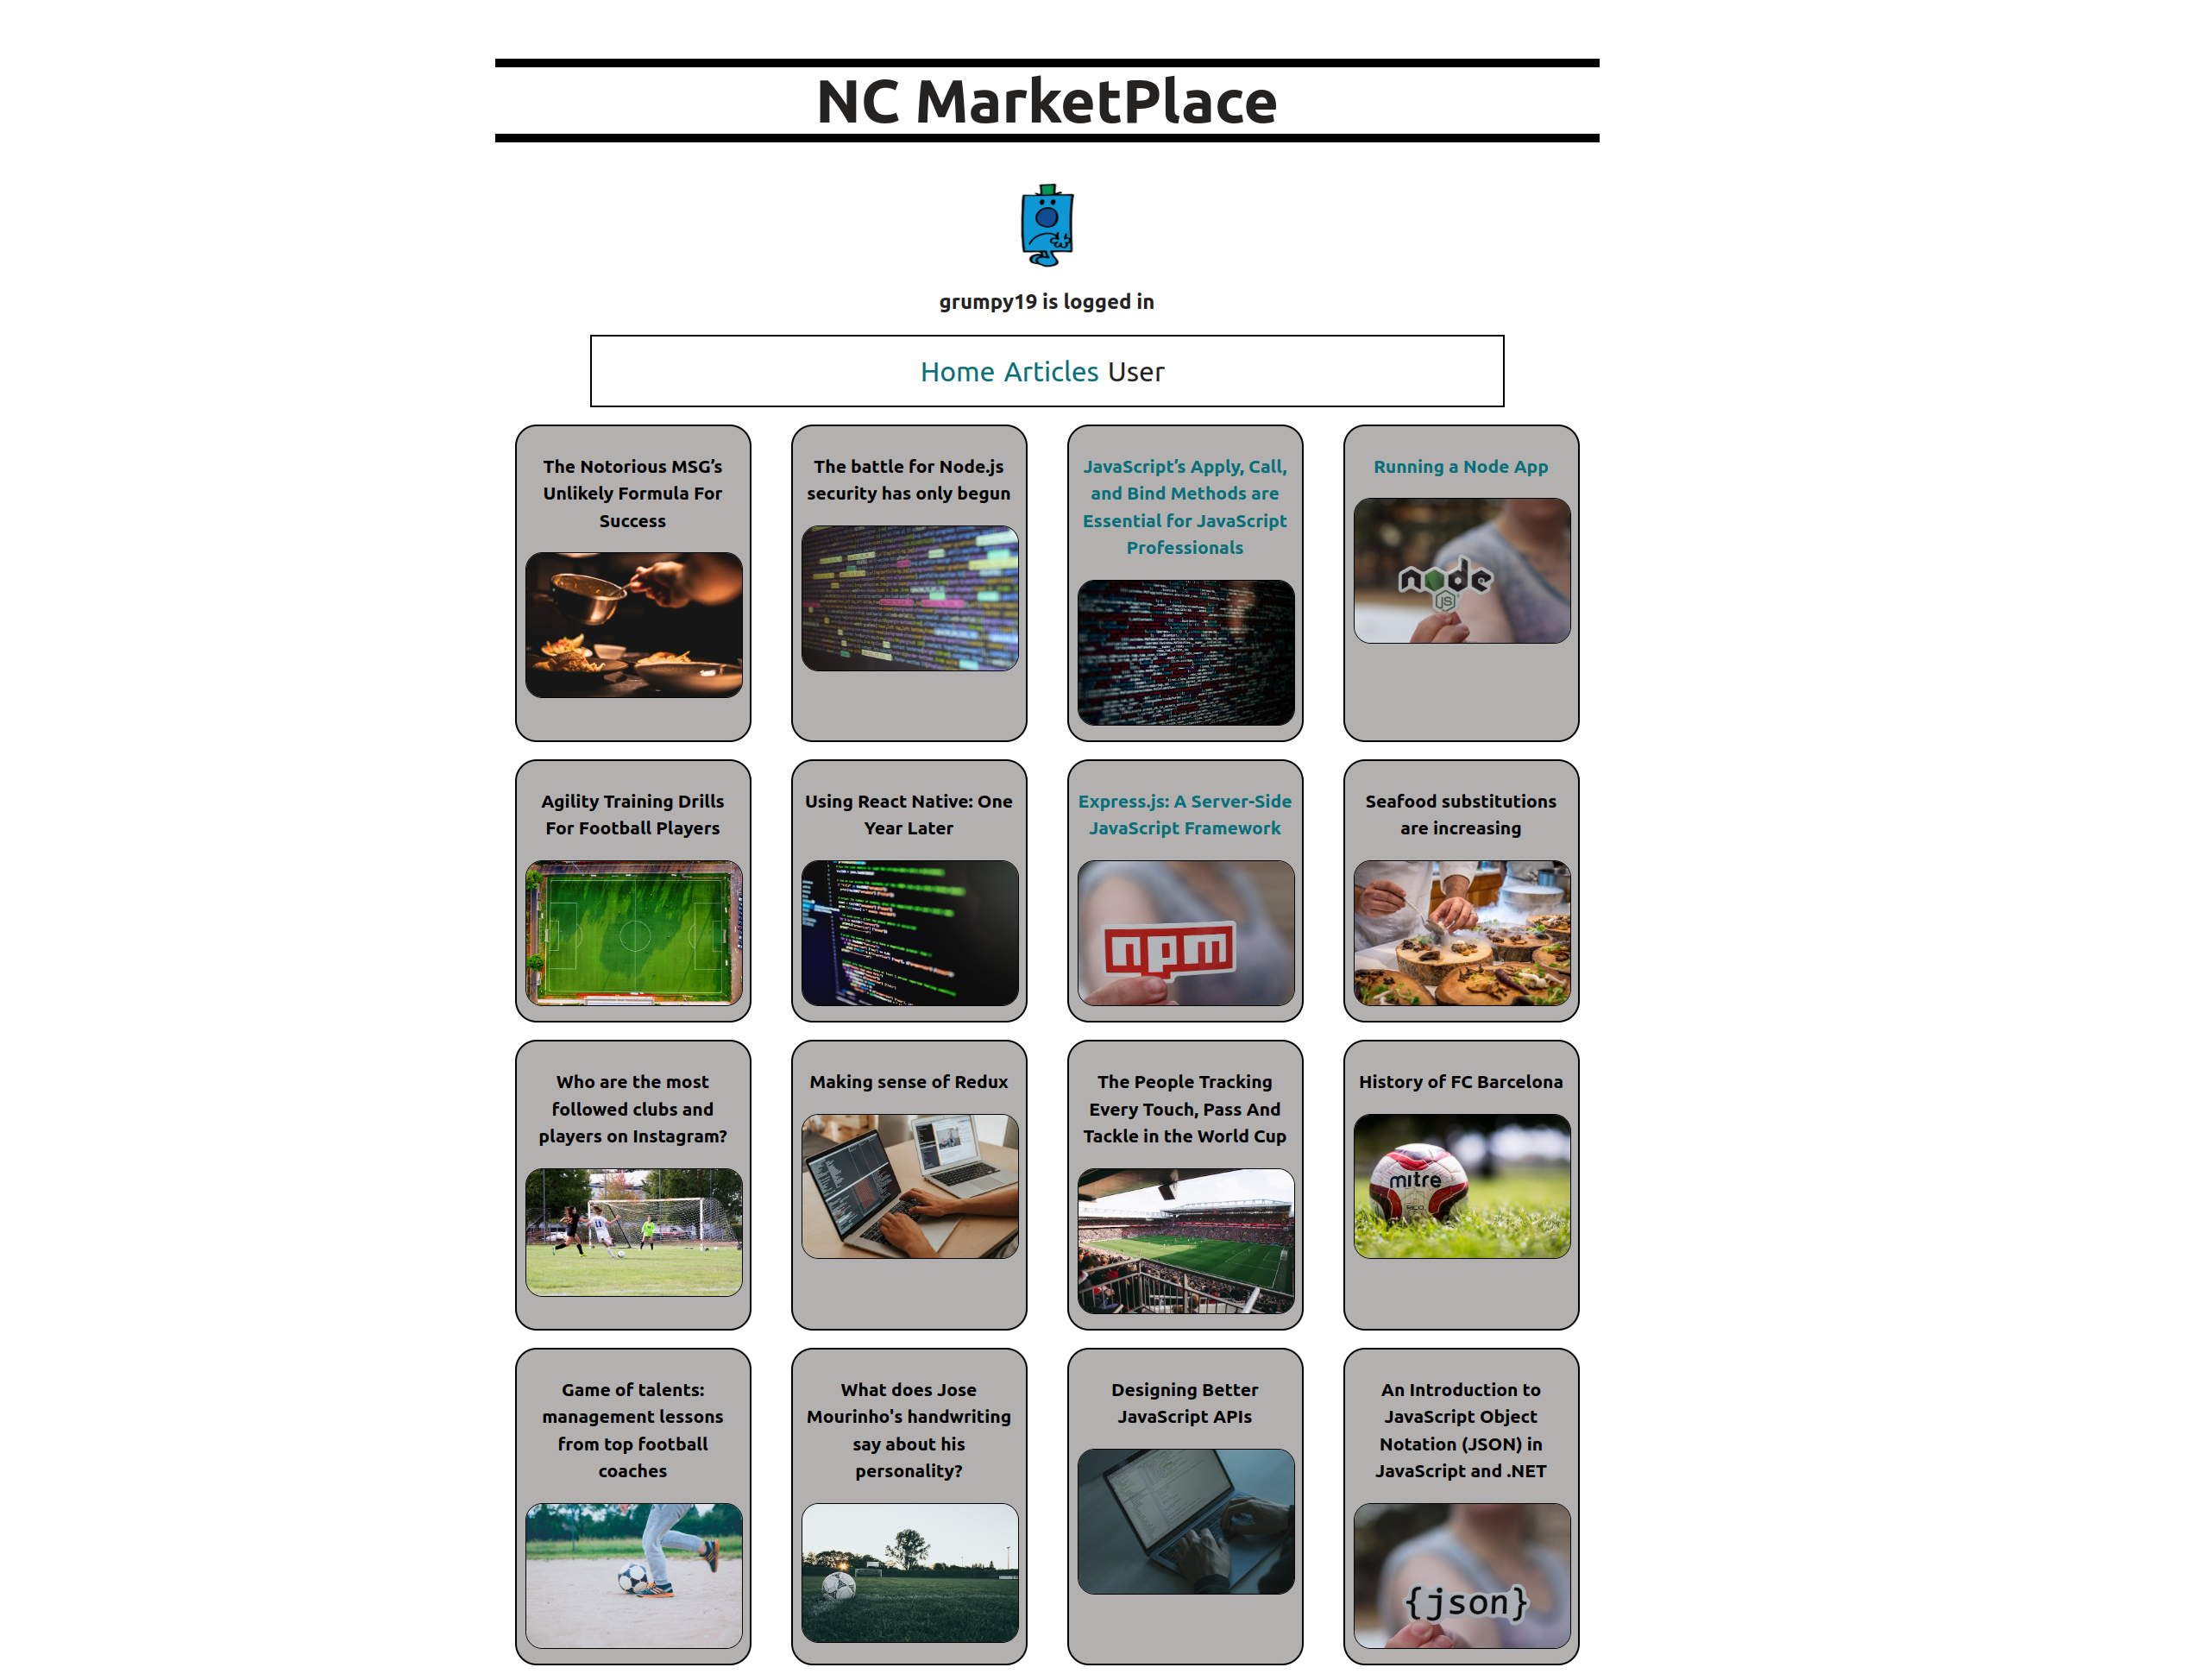 NC MarketPlace
grumpy19 is logged in
Home Articles User
The Notorious MSG’s
Unlikely Formula For
Success
The battle for Node.js
security has only begun
JavaScript’s Apply, Call,
and Bind Methods are
Essential for JavaScript
Professionals
Running a Node App
node
JS
Agility Training Drills
For Football Players
Using React Native: One
Year Later
Express.js: A Server-Side
JavaScript Framework
npm
Seafood substitutions
are increasing
Who are the most
followed clubs and
players on Instagram?
11
Making sense of Redux
The People Tracking
Every Touch, Pass And
Tackle in the World Cup
History of FC Barcelona
mitre
Game of talents:
management lessons
from top football
coaches
What does Jose
Mourinho's handwriting
say about his
personality?
Designing Better
JavaScript APIs
An Introduction to
JavaScript Object
Notation (JSON) in
JavaScript and .NET
{json}